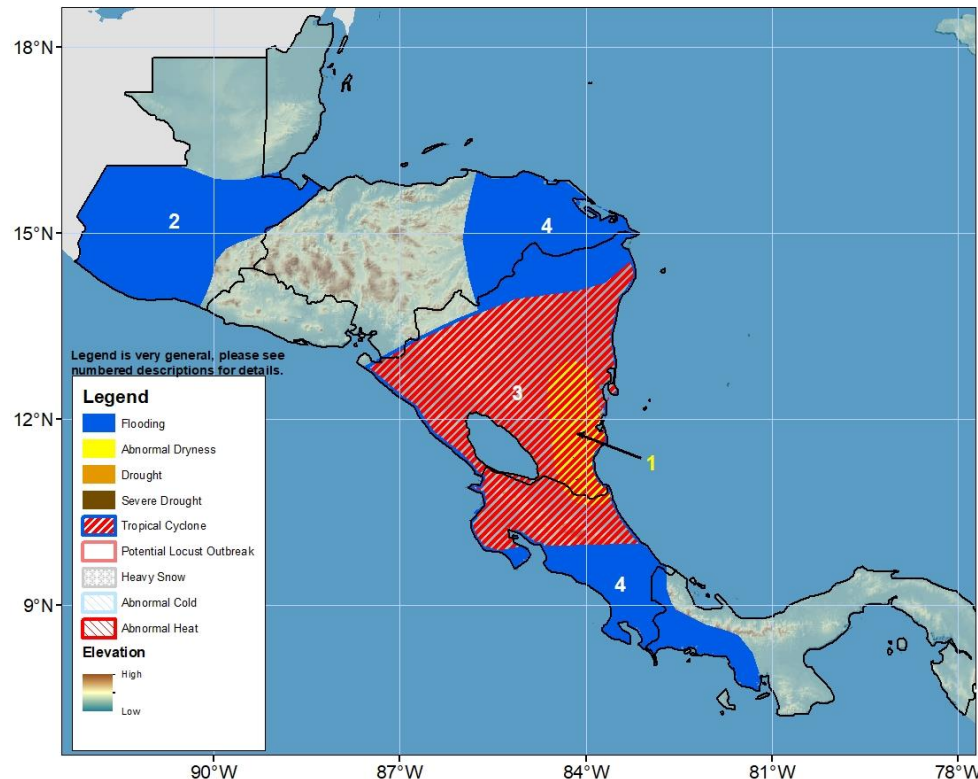 18°N
15°N
12°N
9°N
2
4
3
1
4
Legend is very general, please see
numbered descriptions for details.
Legend
Flooding
Abnormal Dryness
Drought
Severe Drought
Tropical Cyclone
Potential Locust Outbreak
Heavy Snow
Abnormal Cold
Abnormal Heat
Elevation
High
Low
90°W
87°W
84°W
81°W
78°W